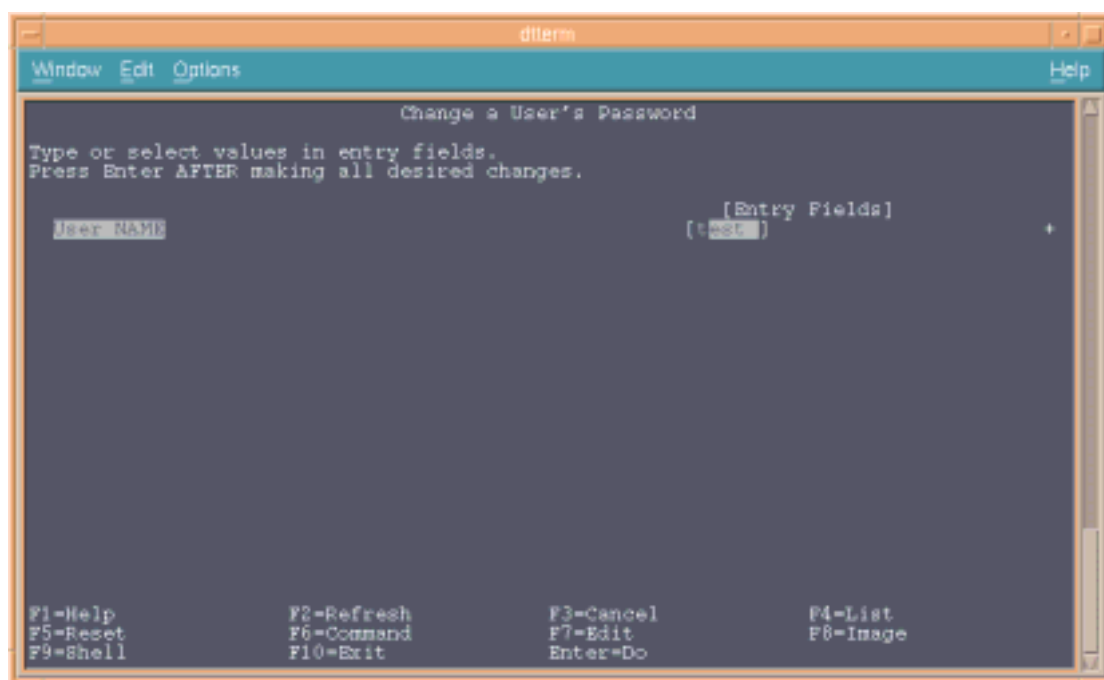 dtterm
Window Edit Options Help
Change a User's Password
Type or select values in entry fields.
Press Enter AFTER making all desired changes.
[Entry Fields]
User NAME [test ] +
F1=Help F2=Refresh F3=Cancel F4=List
F5=Reset F6=Command F7=Edit F8=Image
F9=Shell F10=Exit Enter=Do